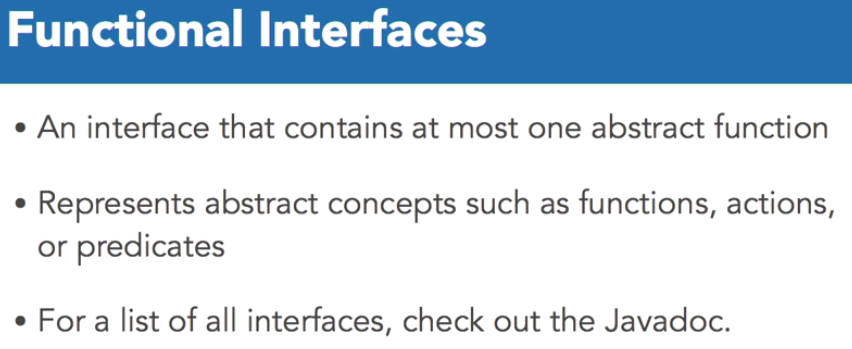 Functional Interfaces
• An interface that contains at most one abstract function
• Represents abstract concepts such as functions, actions,
or predicates
• For a list of all interfaces, check out the Javadoc.